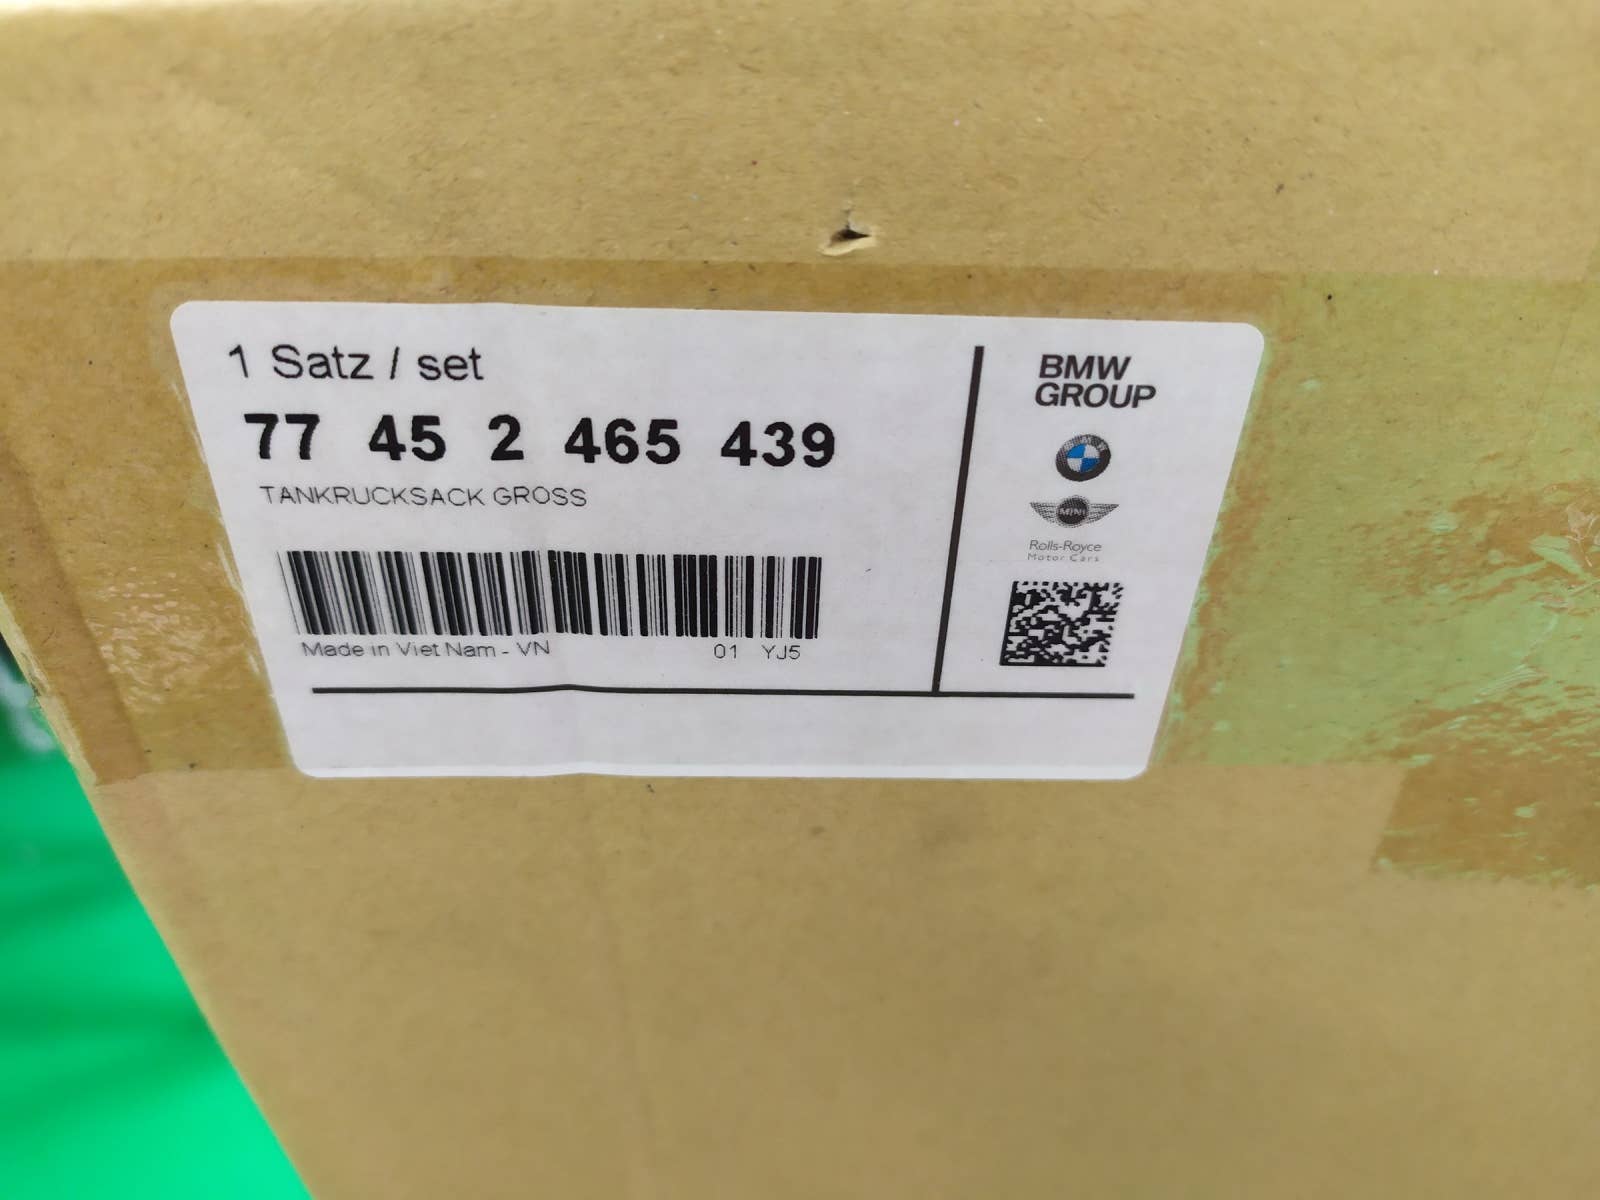 1 Satz / set
77 45 2 465 439
TANKRUCKSACK GROSS
Made in Viet Nam - VN
01 YJ5
BMW
GROUP
BMW
MINI
Rolls-Royce
Motor Cars